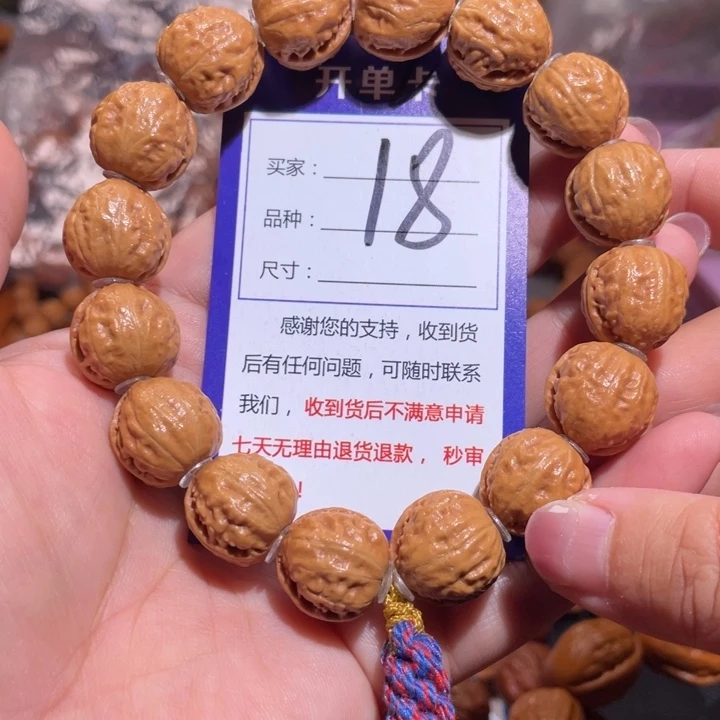 开单卡
买家：
18
品种：
尺寸：
感谢您的支持，收到货
后有任何问题，可随时联系
我们，收到货后不满意申请
七天无理由退货退款，秒审
！